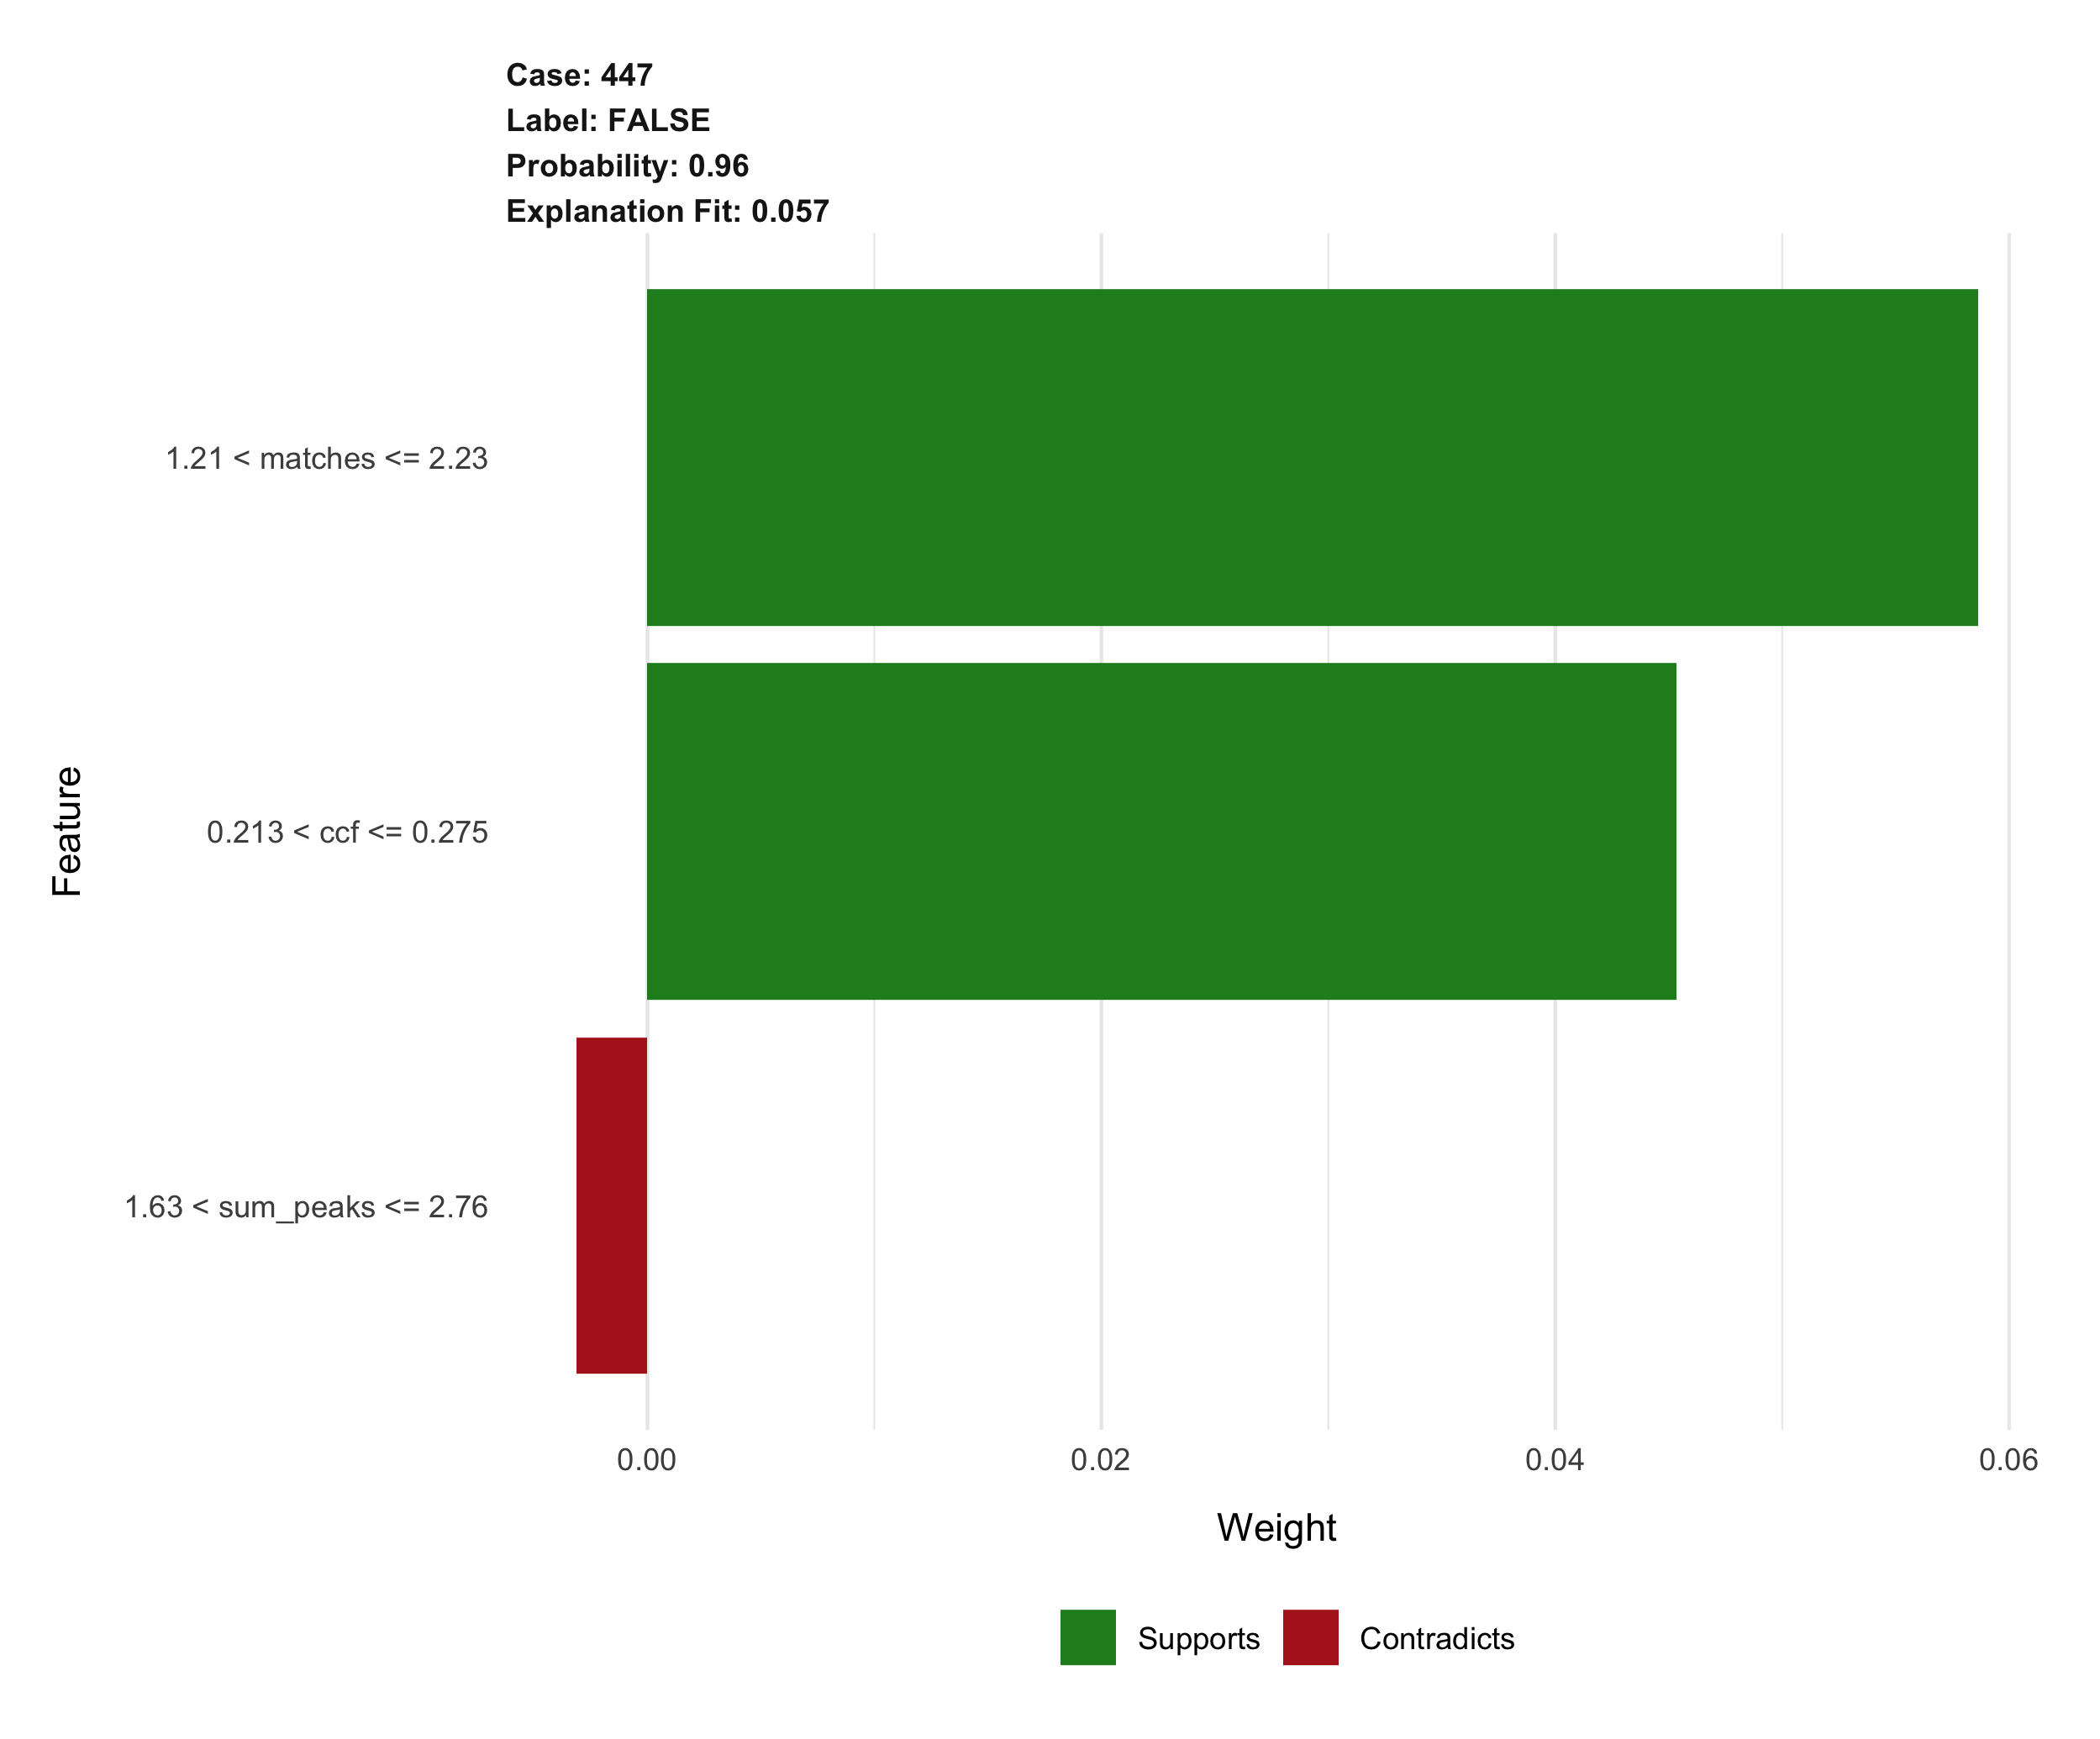 Case: 447
Label: FALSE
Probability: 0.96
Explanation Fit: 0.057
Feature
1.21 < matches <= 2.23
0.213 < ccf <= 0.275
1.63 < sum_peaks <= 2.76
0.00 0.02 0.04 0.06
Weight
Supports Contradicts